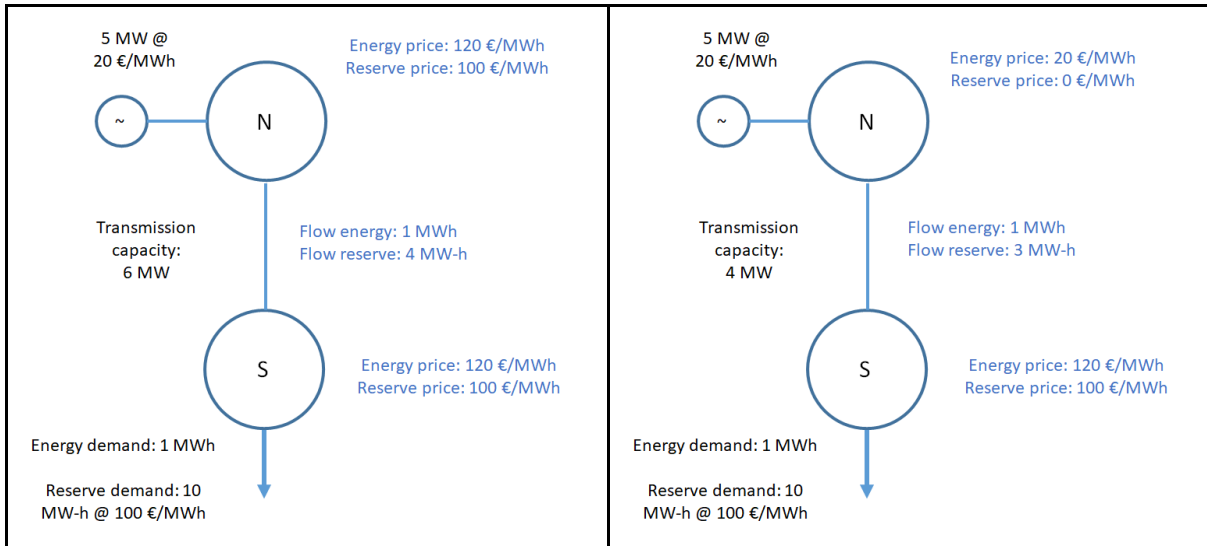 5 MW @
20 €/MWh
Energy price: 120 €/MWh
Reserve price: 100 €/MWh
~
N
Transmission
capacity:
6 MW
Flow energy: 1 MWh
Flow reserve: 4 MW-h
S
Energy price: 120 €/MWh
Reserve price: 100 €/MWh
Energy demand: 1 MWh
Reserve demand: 10
MW-h @ 100 €/MWh
5 MW @
20 €/MWh
Energy price: 20 €/MWh
Reserve price: 0 €/MWh
~
N
Transmission
capacity:
4 MW
Flow energy: 1 MWh
Flow reserve: 3 MW-h
S
Energy price: 120 €/MWh
Reserve price: 100 €/MWh
Energy demand: 1 MWh
Reserve demand: 10
MW-h @ 100 €/MWh